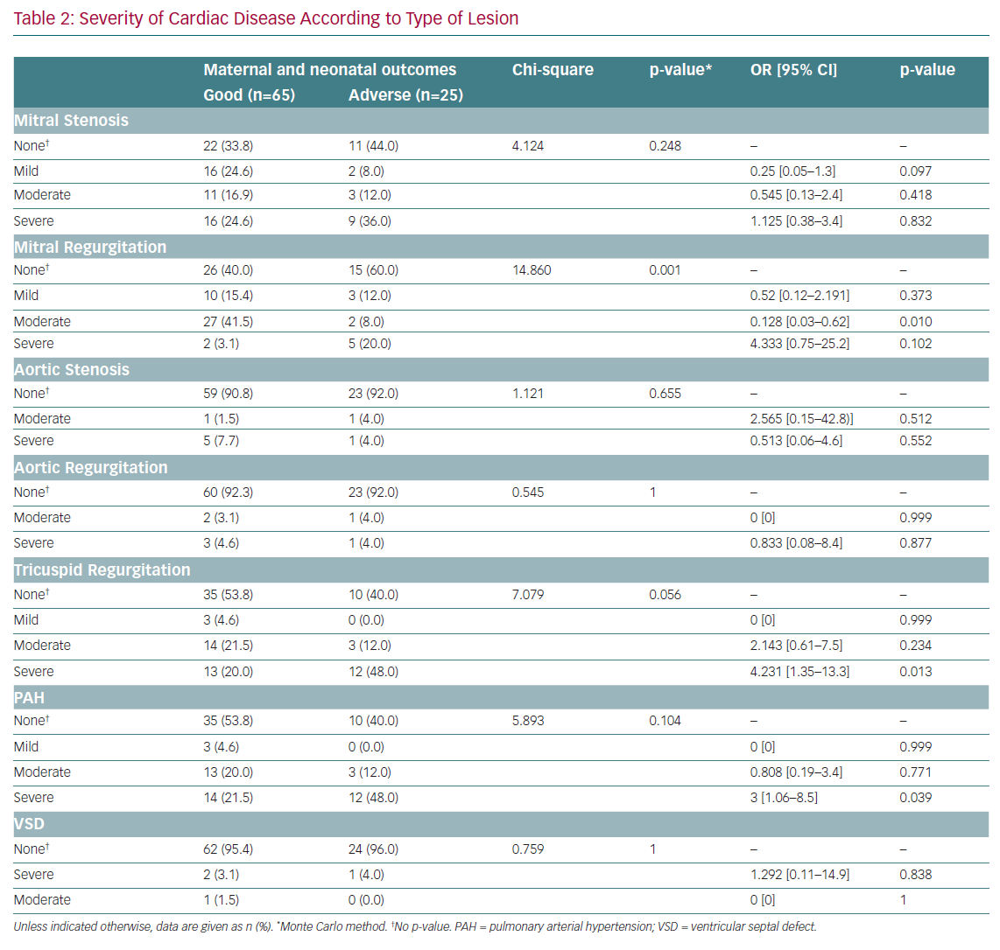 Table 2: Severity of Cardiac Disease According to Type of Lesion
Maternal and neonatal outcomes Chi-square p-value* OR [95% CI] p-value
Good (n=65) Adverse (n=25)
Mitral Stenosis
None† 22 (33.8) 11 (44.0) 4.124 0.248 – –
Mild 16 (24.6) 2 (8.0) 0.25 [0.05–1.3] 0.097
Moderate 11 (16.9) 3 (12.0) 0.545 [0.13–2.4] 0.418
Severe 16 (24.6) 9 (36.0) 1.125 [0.38–3.4] 0.832
Mitral Regurgitation
None† 26 (40.0) 15 (60.0) 14.860 0.001 – –
Mild 10 (15.4) 3 (12.0) 0.52 [0.12–2.191] 0.373
Moderate 27 (41.5) 2 (8.0) 0.128 [0.03–0.62] 0.010
Severe 2 (3.1) 5 (20.0) 4.333 [0.75–25.2] 0.102
Aortic Stenosis
None† 59 (90.8) 23 (92.0) 1.121 0.655 – –
Moderate 1 (1.5) 1 (4.0) 2.565 [0.15–42.8)] 0.512
Severe 5 (7.7) 1 (4.0) 0.513 [0.06–4.6] 0.552
Aortic Regurgitation
None† 60 (92.3) 23 (92.0) 0.545 1 – –
Moderate 2 (3.1) 1 (4.0) 0 [0] 0.999
Severe 3 (4.6) 1 (4.0) 0.833 [0.08–8.4] 0.877
Tricuspid Regurgitation
None† 35 (53.8) 10 (40.0) 7.079 0.056 – –
Mild 3 (4.6) 0 (0.0) 0 [0] 0.999
Moderate 14 (21.5) 3 (12.0) 2.143 [0.61–7.5] 0.234
Severe 13 (20.0) 12 (48.0) 4.231 [1.35–13.3] 0.013
PAH
None† 35 (53.8) 10 (40.0) 5.893 0.104 – –
Mild 3 (4.6) 0 (0.0) 0 [0] 0.999
Moderate 13 (20.0) 3 (12.0) 0.808 [0.19–3.4] 0.771
Severe 14 (21.5) 12 (48.0) 3 [1.06–8.5] 0.039
VSD
None† 62 (95.4) 24 (96.0) 0.759 1 – –
Severe 2 (3.1) 1 (4.0) 1.292 [0.11–14.9] 0.838
Moderate 1 (1.5) 0 (0.0) 0 [0] 1
Unless indicated otherwise, data are given as n (%). *Monte Carlo method. †No p-value. PAH = pulmonary arterial hypertension; VSD = ventricular septal defect.